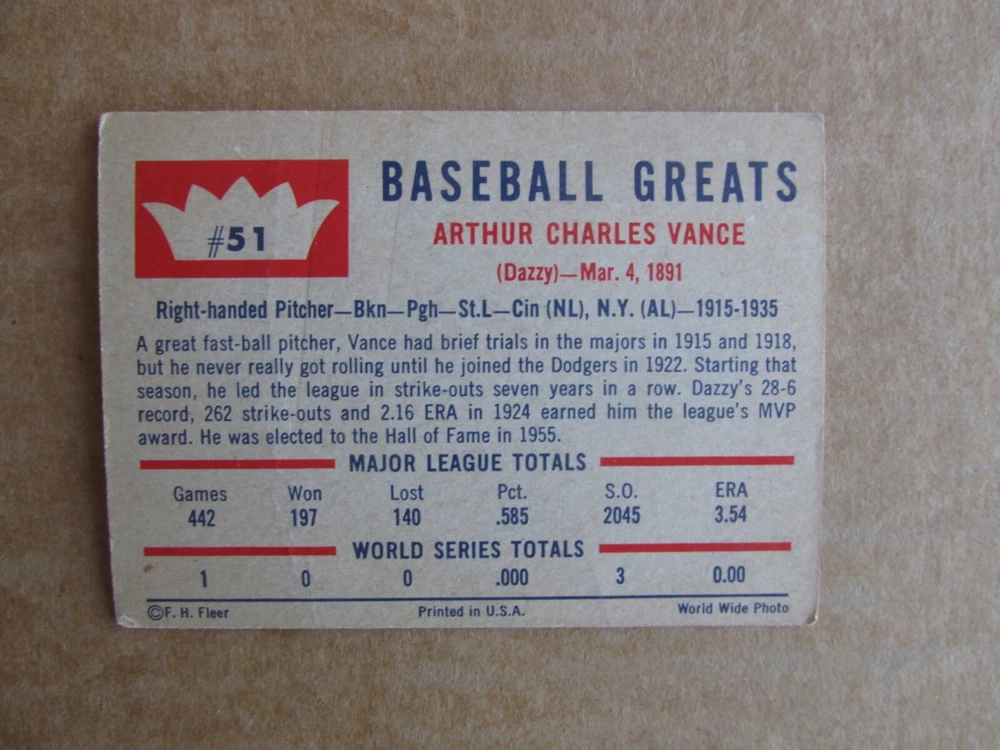 #51
BASEBALL GREATS
ARTHUR CHARLES VANCE
(Dazzy)—Mar. 4, 1891
Right-handed Pitcher—Bkn—Pgh—St.L—Cin (NL), N.Y. (AL)—1915-1935
A great fast-ball pitcher, Vance had brief trials in the majors in 1915 and 1918,
but he never really got rolling until he joined the Dodgers in 1922. Starting that
season, he led the league in strike-outs seven years in a row. Dazzy's 28-6
record, 262 strike-outs and 2.16 ERA in 1924 earned him the league's MVP
award. He was elected to the Hall of Fame in 1955.
MAJOR LEAGUE TOTALS
Games Won Lost Pct. S.O. ERA
442 197 140 .585 2045 3.54
WORLD SERIES TOTALS
1 0 0 .000 3 0.00
©F. H. Fleer Printed in U.S.A. World Wide Photo